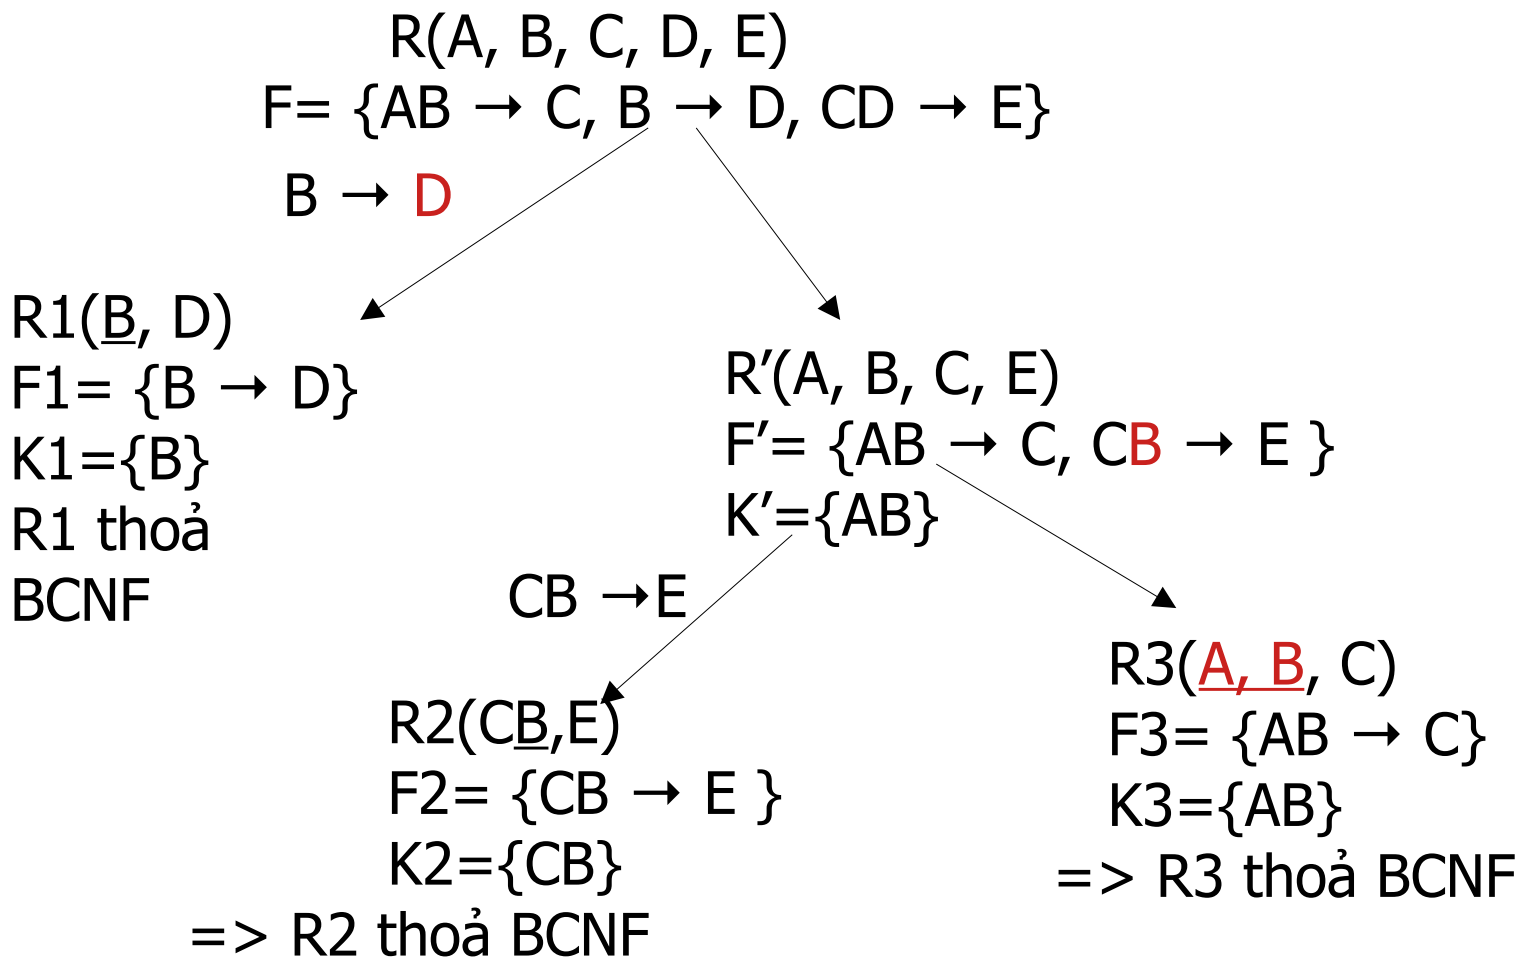 R(A, B, C, D, E)
F= {AB → C, B → D, CD → E}
B → D
R1(B, D)
F1= {B → D}
K1={B}
R1 thoả
BCNF
R’(A, B, C, E)
F’= {AB → C, CB → E }
K’={AB}
CB →E
R2(CB,E)
F2= {CB → E }
K2={CB}
=> R2 thoả BCNF
R3(A, B, C)
F3= {AB → C}
K3={AB}
=> R3 thoả BCNF